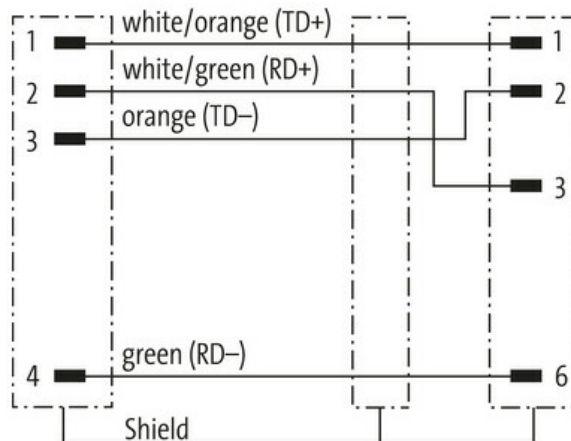 1 white/orange (TD+) 1
2 white/green (RD+) 2
3 orange (TD–)
3
4 green (RD–) 6
Shield